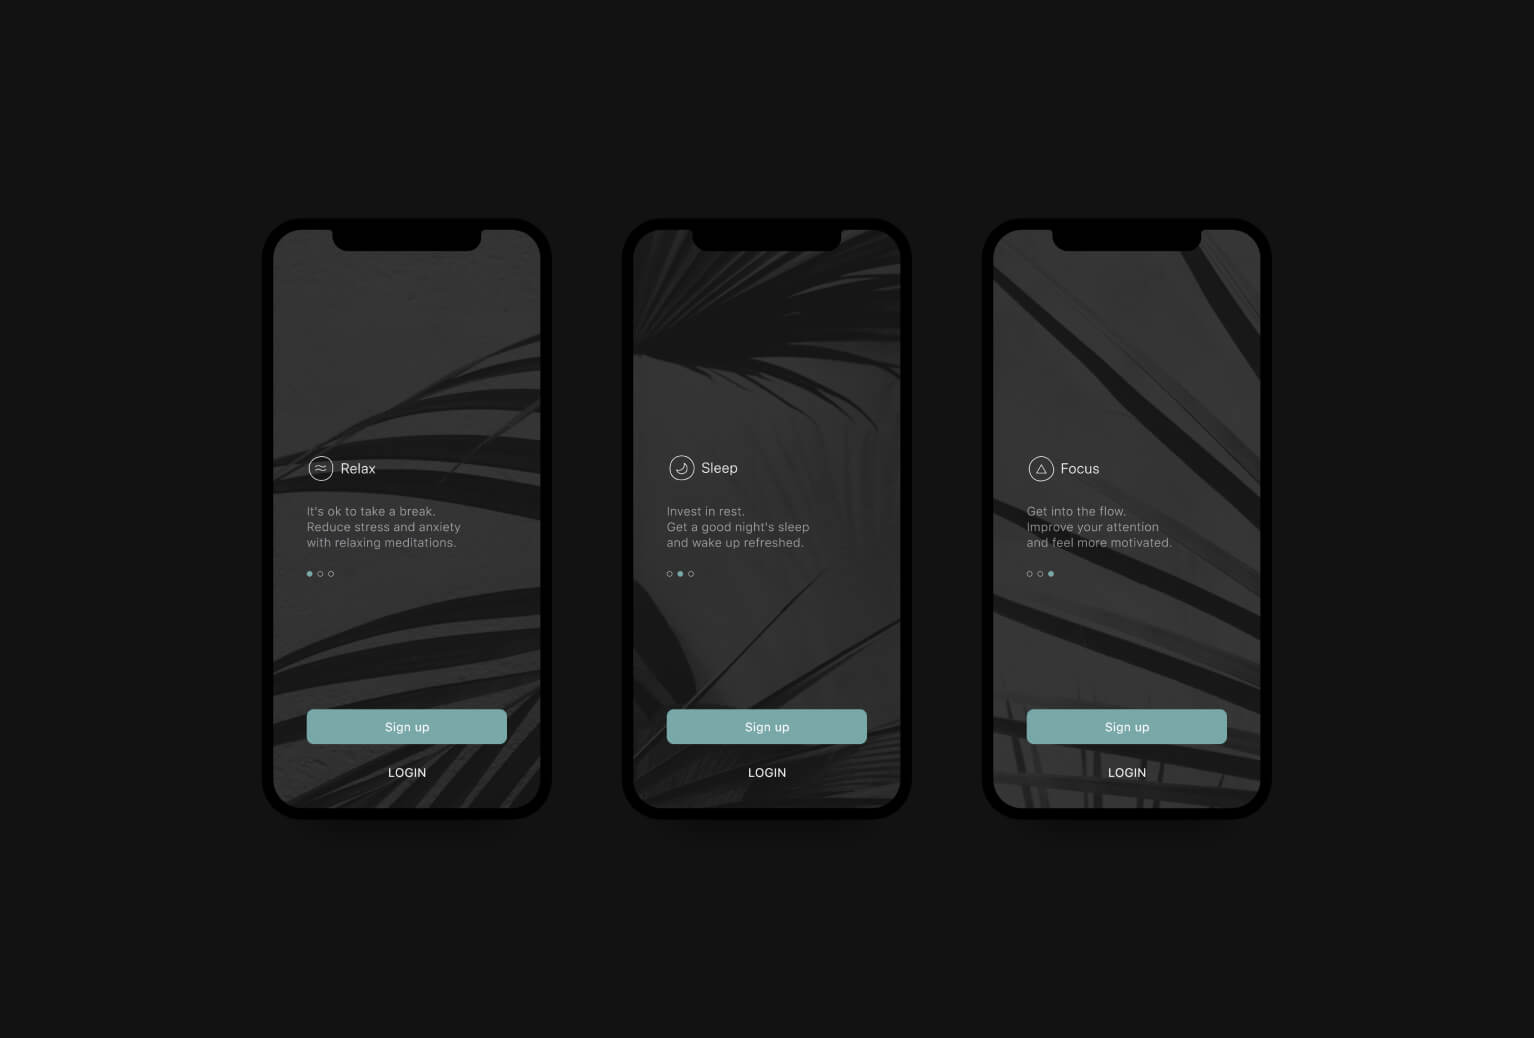 Relax
It's ok to take a break.
Reduce stress and anxiety
with relaxing meditations.
Sign up
LOGIN
Sleep
Invest in rest.
Get a good night's sleep
and wake up refreshed.
Sign up
LOGIN
Focus
Get into the flow.
Improve your attention
and feel more motivated.
Sign up
LOGIN